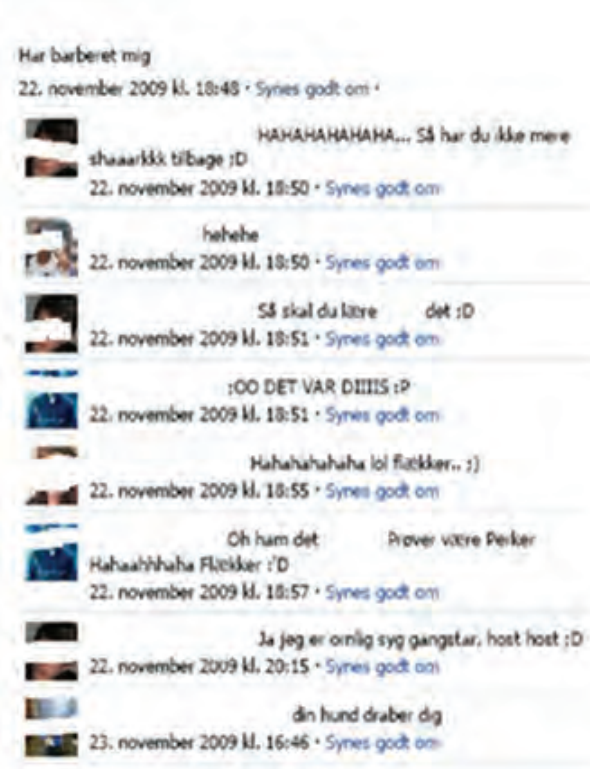 Har barberet mig
22. november 2009 kl. 18:48 · Synes godt om ·
HAHAHAHAHAHA... Så har du ikke mere
shaaarkkk tilbage ;D
22. november 2009 kl. 18:50 · Synes godt om
hehehe
22. november 2009 kl. 18:50 · Synes godt om
Så skal du lære det ;D
22. november 2009 kl. 18:51 · Synes godt om
:OO DET VAR DIIIIS :P
22. november 2009 kl. 18:51 · Synes godt om
Hahahahahaha lol flækker.. :)
22. november 2009 kl. 18:55 · Synes godt om
Oh ham det Prøver være Perker
Hahaahhhaha Flækker :'D
22. november 2009 kl. 18:57 · Synes godt om
Ja jeg er ornlig syg gangstar, host host ;D
22. november 2009 kl. 20:15 · Synes godt om
din hund dræber dig
23. november 2009 kl. 16:46 · Synes godt om